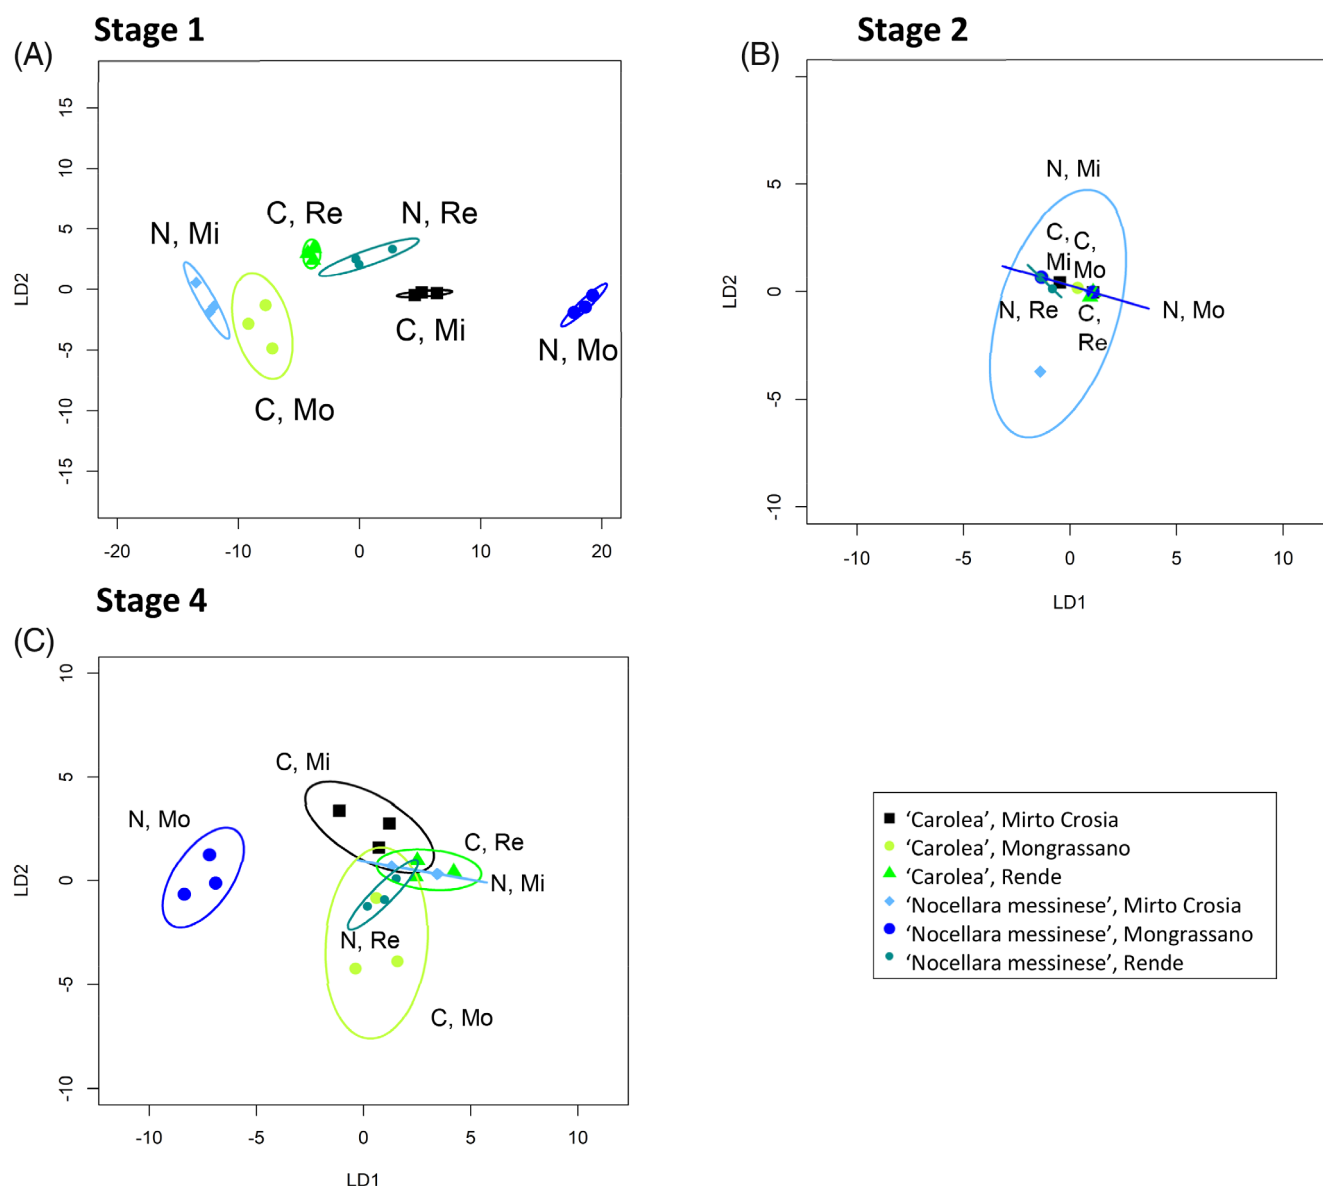 Stage 1
(A)
15
10
5
0
-5
-10
-15
LD2
-20
-10
0
10
20
N, Mi
C, Re
N, Re
C, Mi
C, Mo
N, Mo
Stage 2
(B)
5
0
-5
-10
LD2
-10
-5
0
5
10
LD1
N, Mi
C,
Mi
C,
Mo
N, Re
C,
Re
N, Mo
Stage 4
(C)
10
5
0
-5
-10
LD2
-10
-5
0
5
10
LD1
C, Mi
N, Mo
C, Re
N, Mi
N, Re
C, Mo
‘Carolea’, Mirto Crosia
‘Carolea’, Mongrassano
‘Carolea’, Rende
‘Nocellara messinese’, Mirto Crosia
‘Nocellara messinese’, Mongrassano
‘Nocellara messinese’, Rende